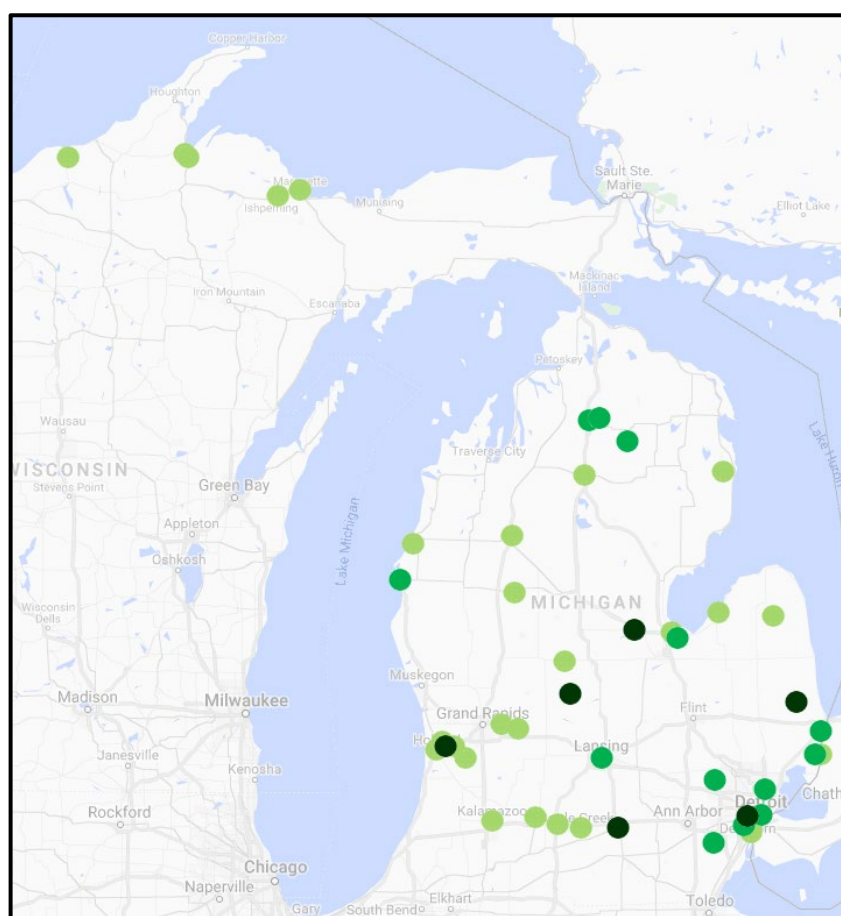 Copper Harbor
Houghton
Sault Ste.
Marie
Ishpeming
Munising
Elliot Lake
Mackinac
Island
Iron Mountain
Escanaba
Petoskey
Wausau
Traverse City
WISCONSIN
Stevens Point
Green Bay
Lake Huron
Appleton
Oshkosh
Lake Michigan
MICHIGAN
Wisconsin
Dells
Muskegon
Madison
Milwaukee
Grand Rapids
Flint
Janesville
Lansing
Kenosha
Detroit
Chath
Rockford
Kalamazoo
Ann Arbor
Chicago
Naperville
Toledo
Gary
South Bend
Elkhart